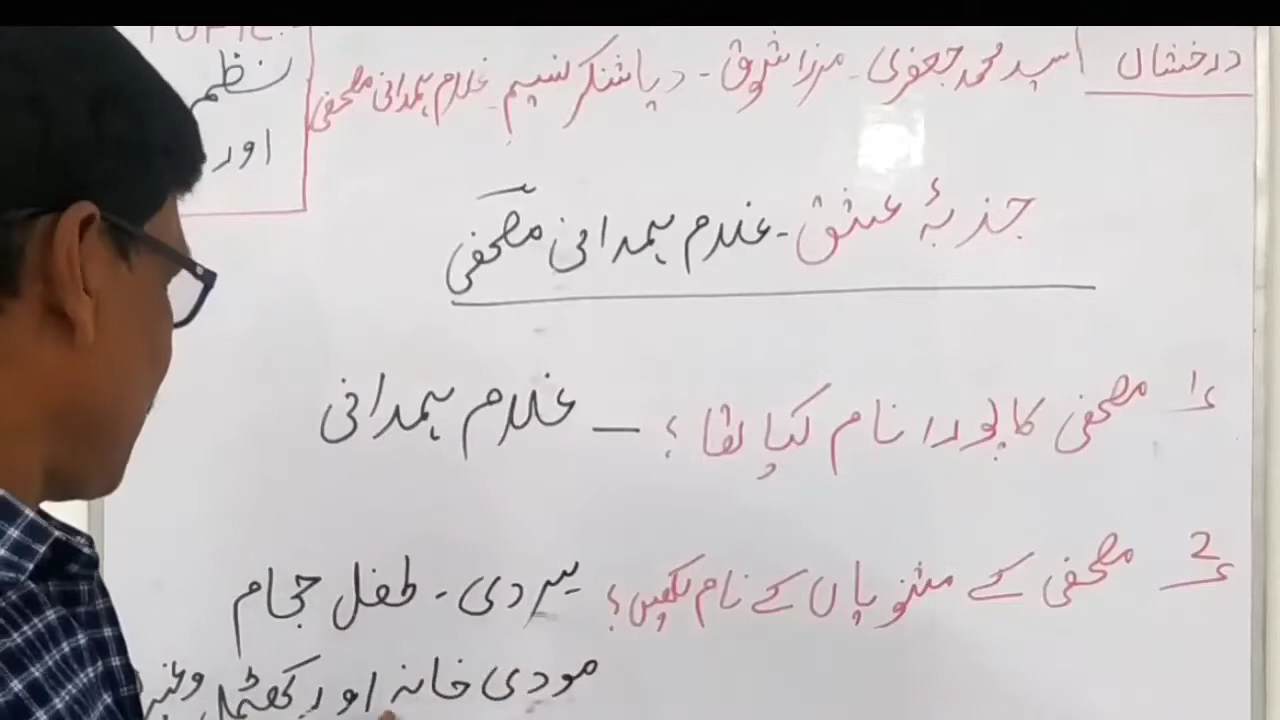 درخشاں سید محمد جعفری - مرزا شوق - دیاشنکر نسیم غلام ہمدانی مصحفی
نظم
اور
جذبۂ عشق - غلام ہمدانی مصحفی
1 مصحفی کا پورا نام کیا تھا ؟ — غلام ہمدانی
2 مصحفی کے مثنویاں کے نام لکھیں ؟ سردی - طفل حجام
مودی خانہ اور کھٹمل